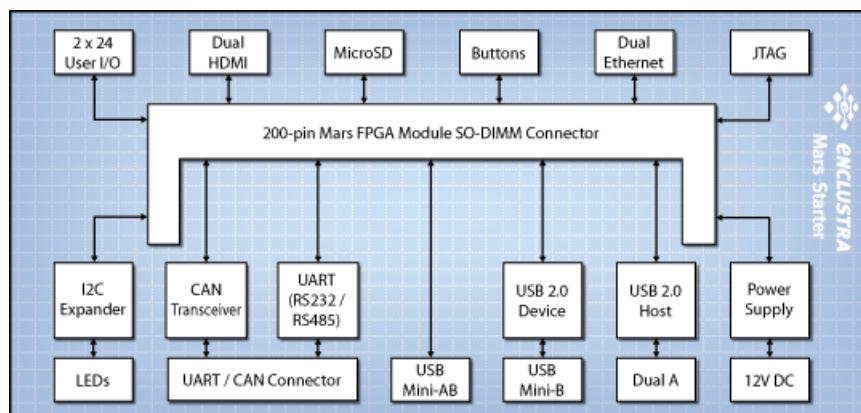 2 x 24
User I/O
Dual
HDMI
MicroSD
Buttons
Dual
Ethernet
JTAG
200-pin Mars FPGA Module SO-DIMM Connector
ENCLUSTRA
Mars Starter
I2C
Expander
CAN
Transceiver
UART
(RS232 /
RS485)
USB 2.0
Device
USB 2.0
Host
Power
Supply
LEDs
UART / CAN Connector
USB
Mini-AB
USB
Mini-B
Dual A
12V DC